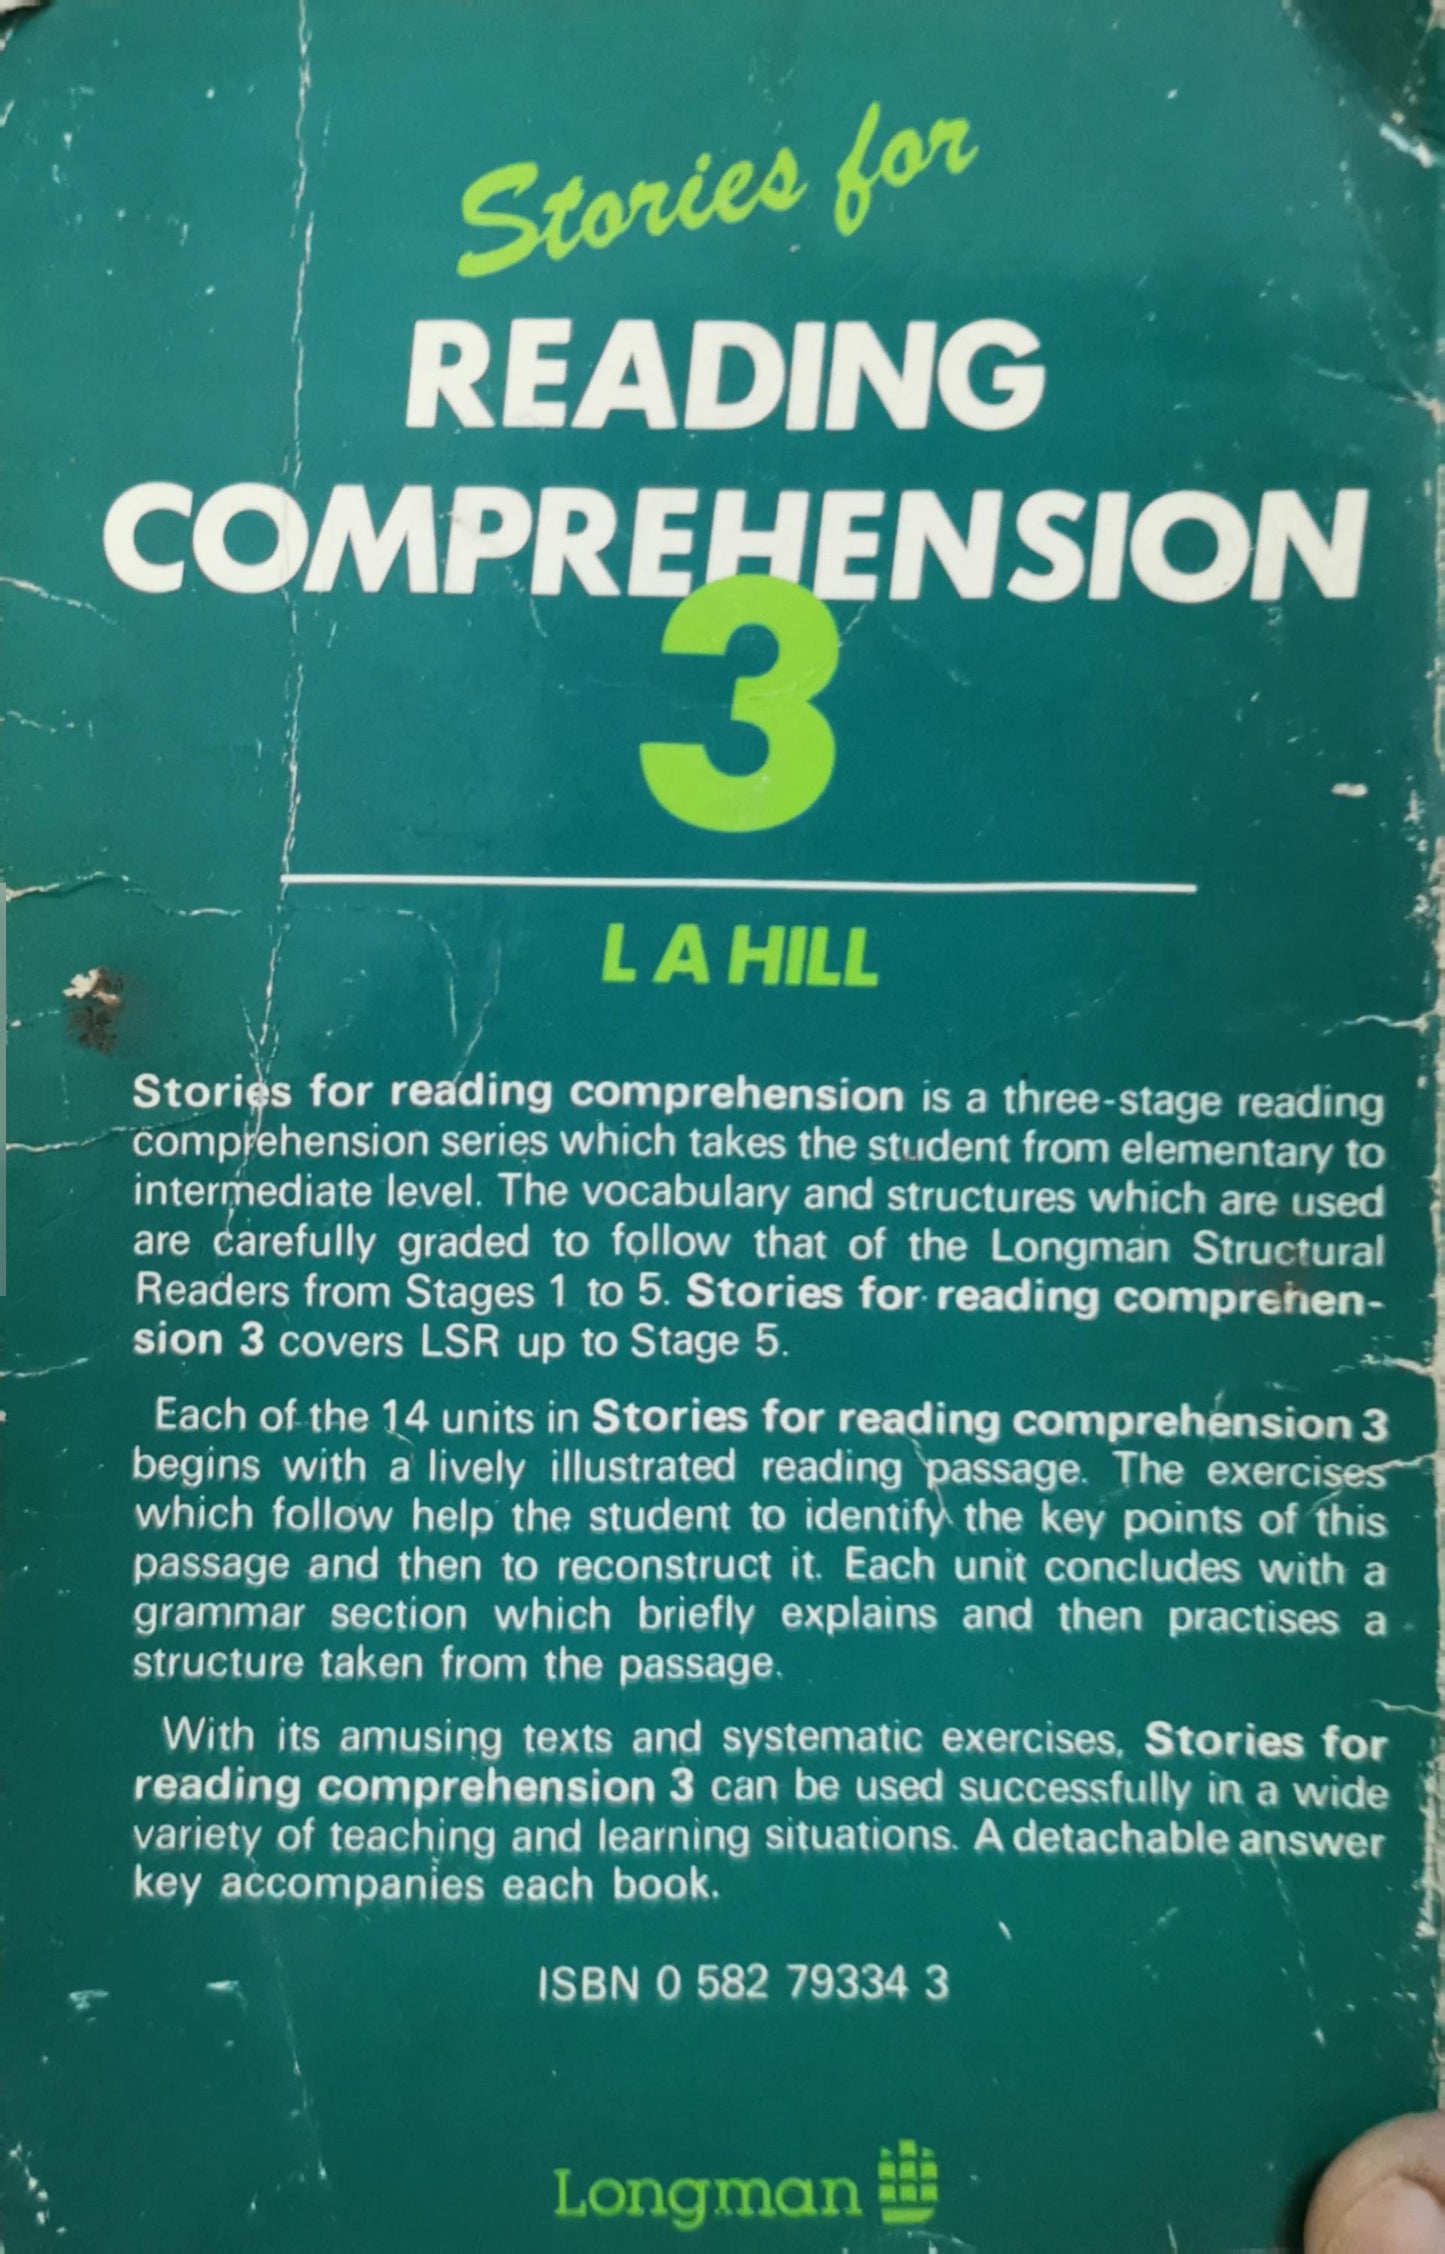 Stories for
READING
COMPREHENSION
3
L A HILL
Stories for reading comprehension is a three-stage reading
comprehension series which takes the student from elementary to
intermediate level. The vocabulary and structures which are used
are carefully graded to follow that of the Longman Structural
Readers from Stages 1 to 5. Stories for reading comprehen-
sion 3 covers LSR up to Stage 5.
Each of the 14 units in Stories for reading comprehension 3
begins with a lively illustrated reading passage. The exercises
which follow help the student to identify the key points of this
passage and then to reconstruct it. Each unit concludes with a
grammar section which briefly explains and then practises a
structure taken from the passage.
With its amusing texts and systematic exercises, Stories for
reading comprehension 3 can be used successfully in a wide
variety of teaching and learning situations. A detachable answer
key accompanies each book.
ISBN 0 582 79334 3
Longman